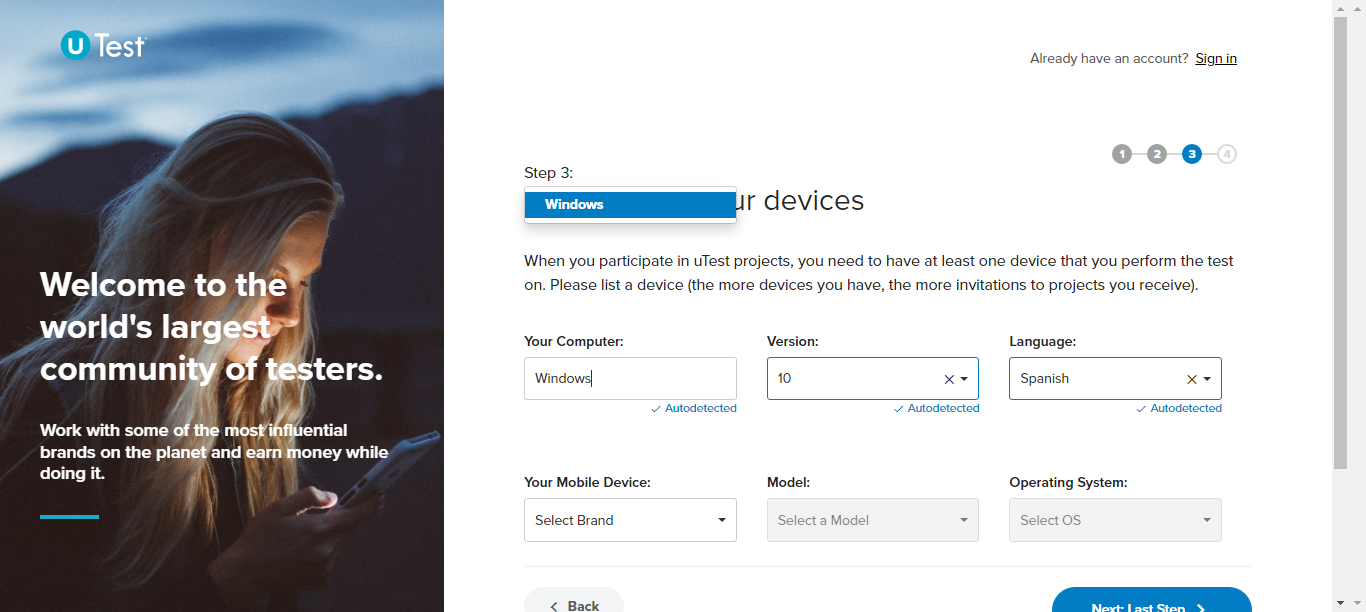 uTest
Welcome to the
world's largest
community of testers.
Work with some of the most influential
brands on the planet and earn money while
doing it.
Already have an account? Sign in
1 2 3 4
Step 3:
Windows
ur devices
When you participate in uTest projects, you need to have at least one device that you perform the test
on. Please list a device (the more devices you have, the more invitations to projects you receive).
Your Computer: Version: Language:
Windows 10 Spanish
Autodetected Autodetected Autodetected
Your Mobile Device: Model: Operating System:
Select Brand Select a Model Select OS
Back Next: Last Step